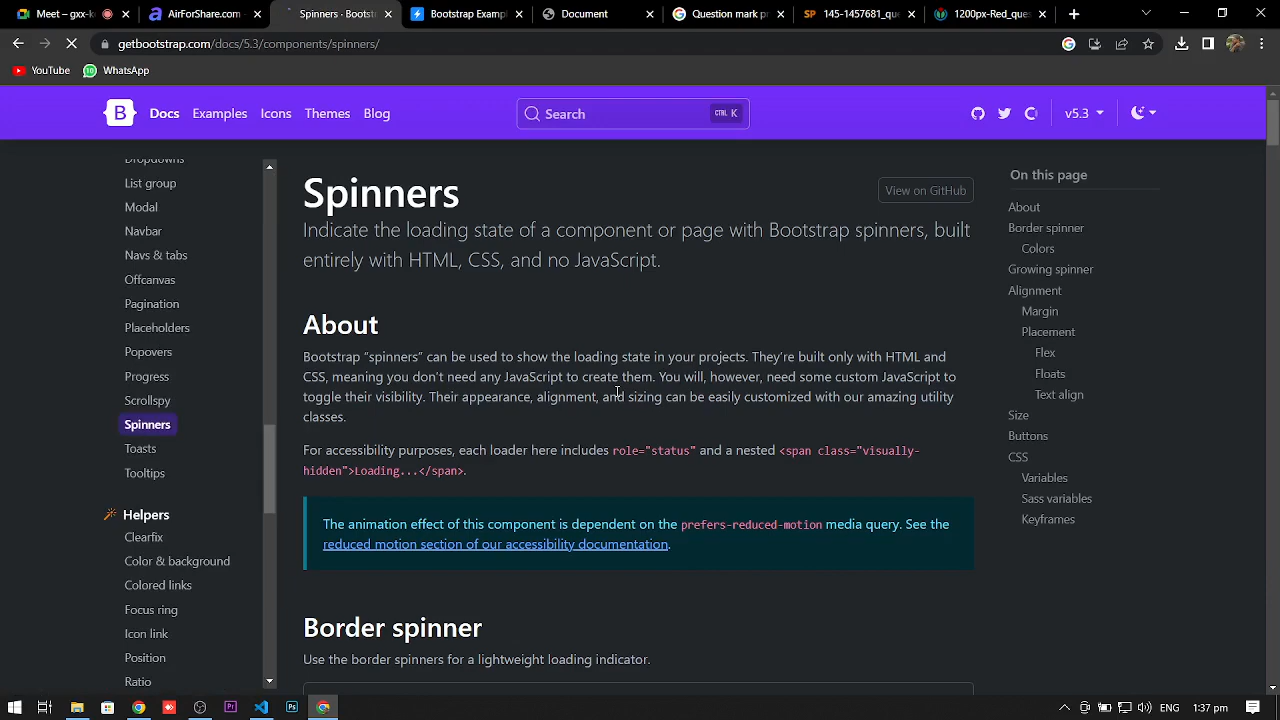 Meet – gxx-k
AirForShare.com
Spinners · Bootst
Bootstrap Exampl
Document
Question mark p
145-1457681_qu
1200px-Red_ques
getbootstrap.com/docs/5.3/components/spinners/
YouTube
WhatsApp
B
Docs
Examples
Icons
Themes
Blog
Search
CTRL K
v5.3
Dropdowns
List group
Modal
Navbar
Navs & tabs
Offcanvas
Pagination
Placeholders
Popovers
Progress
Scrollspy
Spinners
Toasts
Tooltips
Helpers
Clearfix
Color & background
Colored links
Focus ring
Icon link
Position
Ratio
Spinners
View on GitHub
Indicate the loading state of a component or page with Bootstrap spinners, built
entirely with HTML, CSS, and no JavaScript.
About
Bootstrap “spinners” can be used to show the loading state in your projects. They’re built only with HTML and
CSS, meaning you don’t need any JavaScript to create them. You will, however, need some custom JavaScript to
toggle their visibility. Their appearance, alignment, and sizing can be easily customized with our amazing utility
classes.
For accessibility purposes, each loader here includes role="status" and a nested <span class="visually-
hidden">Loading...</span>.
The animation effect of this component is dependent on the prefers-reduced-motion media query. See the
reduced motion section of our accessibility documentation.
Border spinner
Use the border spinners for a lightweight loading indicator.
On this page
About
Border spinner
Colors
Growing spinner
Alignment
Margin
Placement
Flex
Floats
Text align
Size
Buttons
CSS
Variables
Sass variables
Keyframes
ENG
1:37 pm